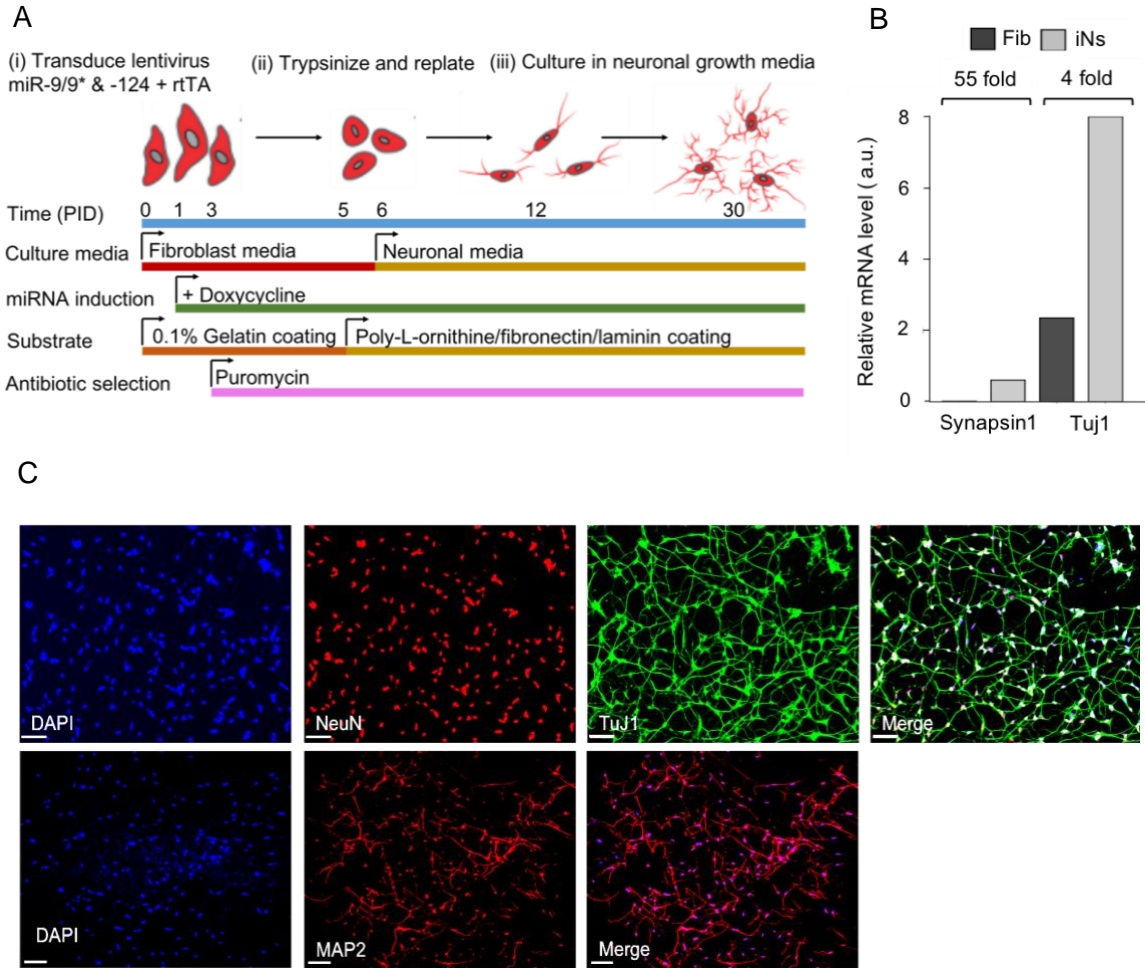 A
(i) Transduce lentivirus
miR-9/9* & -124 + rtTA
(ii) Trypsinize and replate
(iii) Culture in neuronal growth media
Time (PID)
0 1 3 5 6 12 30
Culture media
Fibroblast media
Neuronal media
miRNA induction
+ Doxycycline
Substrate
0.1% Gelatin coating
Poly-L-ornithine/fibronectin/laminin coating
Antibiotic selection
Puromycin
B
Fib
iNs
55 fold
4 fold
Relative mRNA level ( a.u.)
8
6
4
2
0
Synapsin1
Tuj1
C
DAPI
NeuN
TuJ1
Merge
DAPI
MAP2
Merge